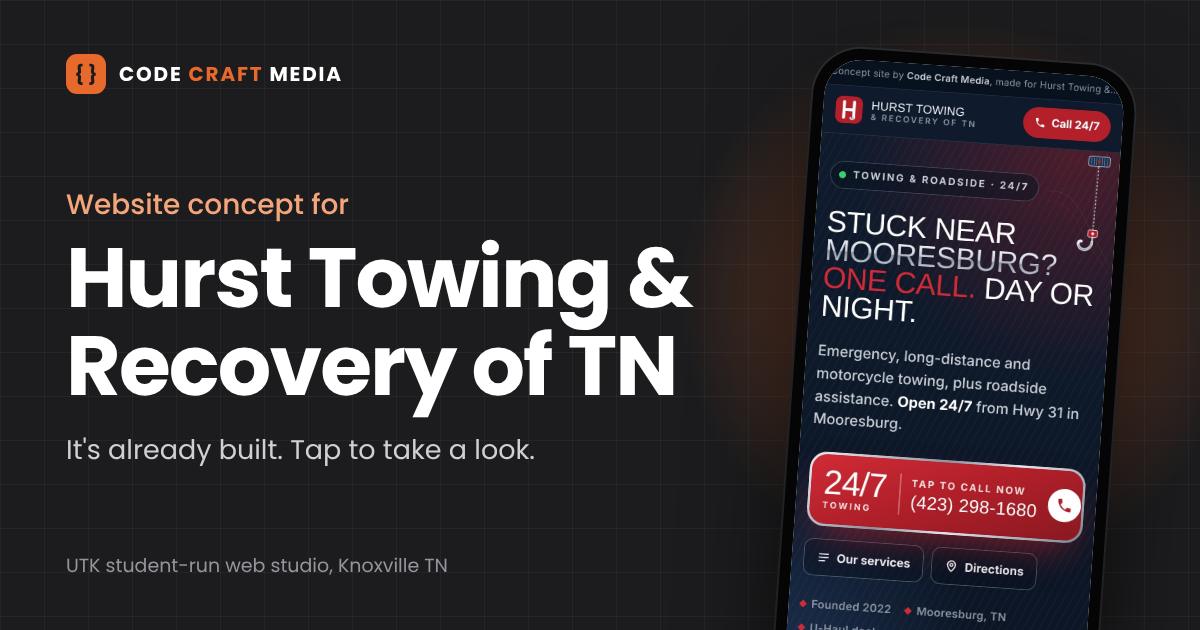 { } CODE CRAFT MEDIA
Website concept for
Hurst Towing &
Recovery of TN
It's already built. Tap to take a look.
UTK student-run web studio, Knoxville TN
Concept site by Code Craft Media, made for Hurst Towing &...
HURST TOWING
& RECOVERY OF TN
Call 24/7
TOWING & ROADSIDE · 24/7
STUCK NEAR
MOORESBURG?
ONE CALL. DAY OR
NIGHT.
Emergency, long-distance and
motorcycle towing, plus roadside
assistance. Open 24/7 from Hwy 31 in
Mooresburg.
24/7
TOWING
TAP TO CALL NOW
(423) 298-1680
Our services
Directions
Founded 2022
Mooresburg, TN
U-Haul